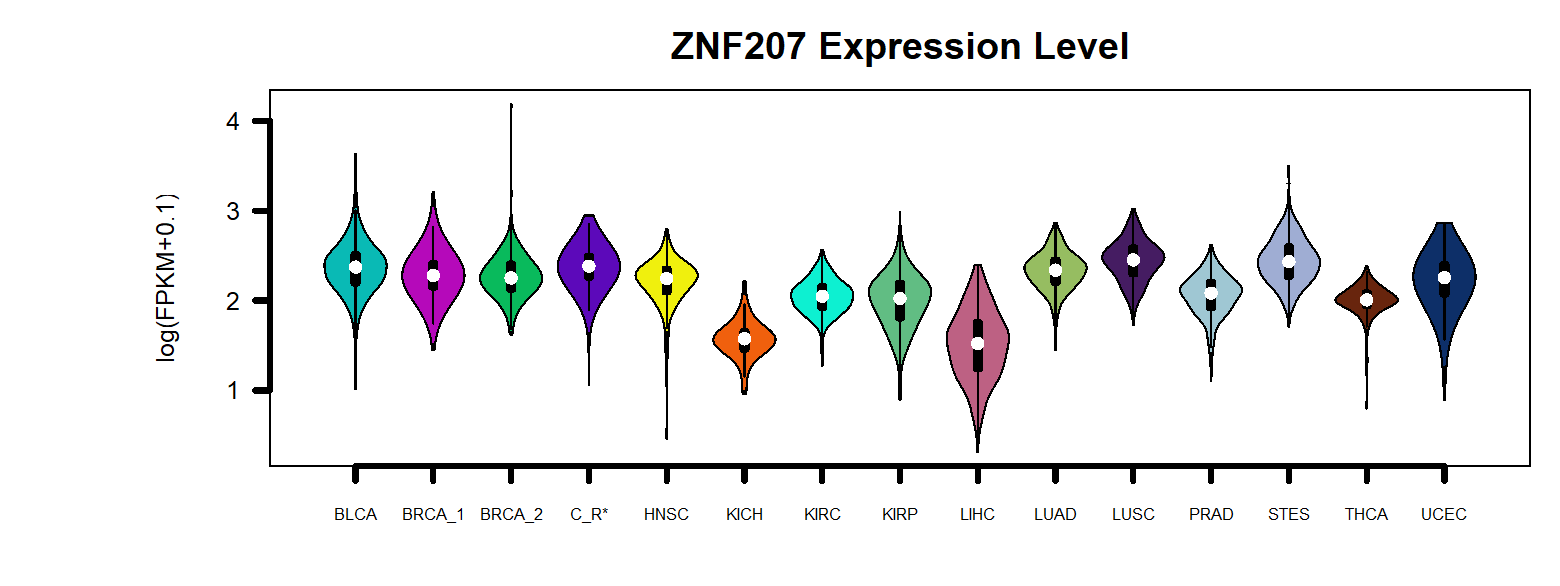 ZNF207 Expression Level
log(FPKM+0.1)
4
3
2
1
BLCA BRCA_1 BRCA_2 C_R* HNSC KICH KIRC KIRP LIHC LUAD LUSC PRAD STES THCA UCEC